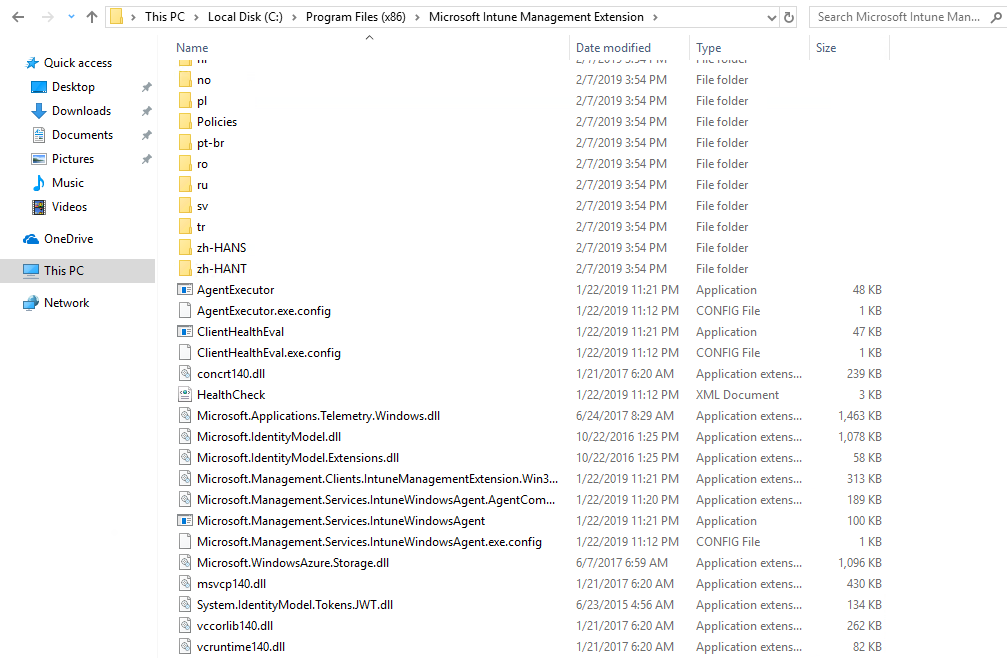 This PC > Local Disk (C:) > Program Files (x86) > Microsoft Intune Management Extension >
Search Microsoft Intune Man...
Name Date modified Type Size
Quick access
Desktop
Downloads
Documents
Pictures
Music
Videos
OneDrive
This PC
Network
2/7/2019 3:54 PM File folder
no 2/7/2019 3:54 PM File folder
pl 2/7/2019 3:54 PM File folder
Policies 2/7/2019 3:54 PM File folder
pt-br 2/7/2019 3:54 PM File folder
ro 2/7/2019 3:54 PM File folder
ru 2/7/2019 3:54 PM File folder
sv 2/7/2019 3:54 PM File folder
tr 2/7/2019 3:54 PM File folder
zh-HANS 2/7/2019 3:54 PM File folder
zh-HANT 2/7/2019 3:54 PM File folder
AgentExecutor 1/22/2019 11:21 PM Application 48 KB
AgentExecutor.exe.config 1/22/2019 11:12 PM CONFIG File 1 KB
ClientHealthEval 1/22/2019 11:21 PM Application 47 KB
ClientHealthEval.exe.config 1/22/2019 11:12 PM CONFIG File 1 KB
concrt140.dll 1/21/2017 6:20 AM Application extens... 239 KB
HealthCheck 1/22/2019 11:12 PM XML Document 3 KB
Microsoft.Applications.Telemetry.Windows.dll 6/24/2017 8:29 AM Application extens... 1,463 KB
Microsoft.IdentityModel.dll 10/22/2016 1:25 PM Application extens... 1,078 KB
Microsoft.IdentityModel.Extensions.dll 10/22/2016 1:25 PM Application extens... 58 KB
Microsoft.Management.Clients.IntuneManagementExtension.Win3... 1/22/2019 11:21 PM Application extens... 313 KB
Microsoft.Management.Services.IntuneWindowsAgent.AgentCom... 1/22/2019 11:20 PM Application extens... 189 KB
Microsoft.Management.Services.IntuneWindowsAgent 1/22/2019 11:21 PM Application 100 KB
Microsoft.Management.Services.IntuneWindowsAgent.exe.config 1/22/2019 11:12 PM CONFIG File 1 KB
Microsoft.WindowsAzure.Storage.dll 6/7/2017 6:59 AM Application extens... 1,096 KB
msvcp140.dll 1/21/2017 6:20 AM Application extens... 430 KB
System.IdentityModel.Tokens.JWT.dll 6/23/2015 4:56 AM Application extens... 134 KB
vccorlib140.dll 1/21/2017 6:20 AM Application extens... 262 KB
vcruntime140.dll 1/21/2017 6:20 AM Application extens... 82 KB